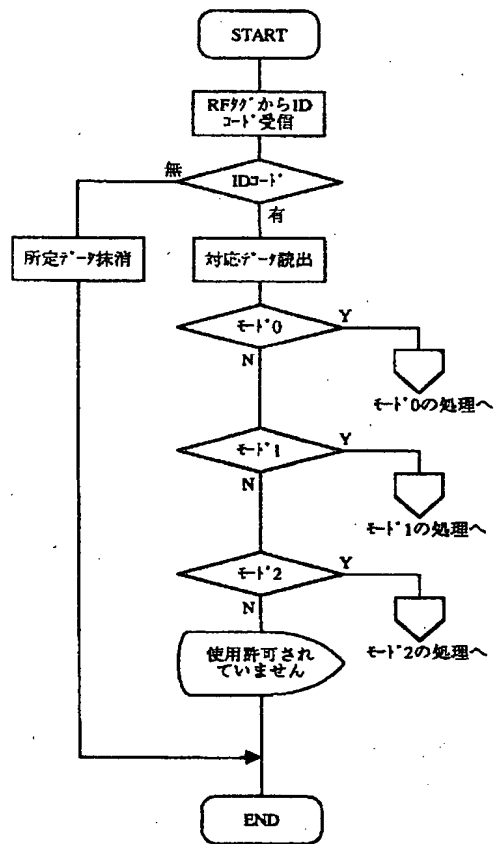 START
RFﾀｸﾞからID
ｺｰﾄﾞ受信
無
IDｺｰﾄﾞ
有
所定ﾃﾞｰﾀ抹消
対応ﾃﾞｰﾀ読出
ﾓｰﾄﾞ0
Y
N
ﾓｰﾄﾞ0の処理へ
ﾓｰﾄﾞ1
Y
N
ﾓｰﾄﾞ1の処理へ
ﾓｰﾄﾞ2
Y
N
ﾓｰﾄﾞ2の処理へ
使用許可され
ていません
END